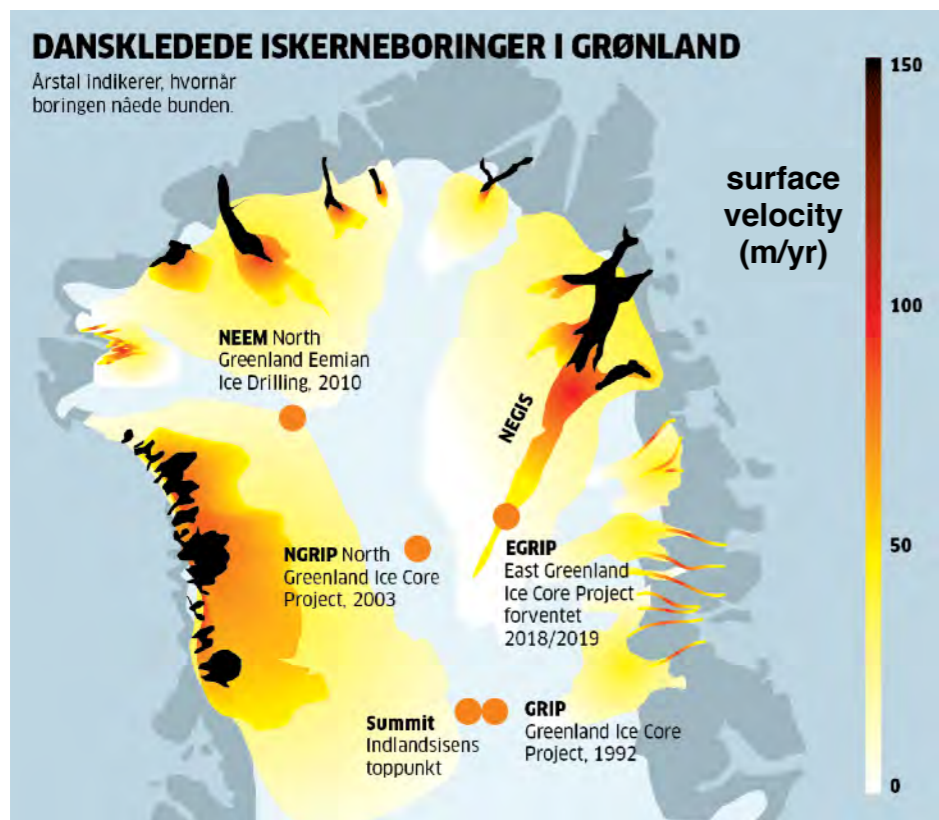 DANSKLEDEDE ISKERNEBORINGER I GRØNLAND
Årstal indikerer, hvornår
boringen nåede bunden.
150
surface
velocity
(m/yr)
100
NEEM North
Greenland Eemian
Ice Drilling, 2010
NEGIS
50
NGRIP North
Greenland Ice Core
Project, 2003
EGRIP
East Greenland
Ice Core Project
forventet
2018/2019
Summit
Indlandsisens
toppunkt
GRIP
Greenland Ice Core
Project, 1992
0